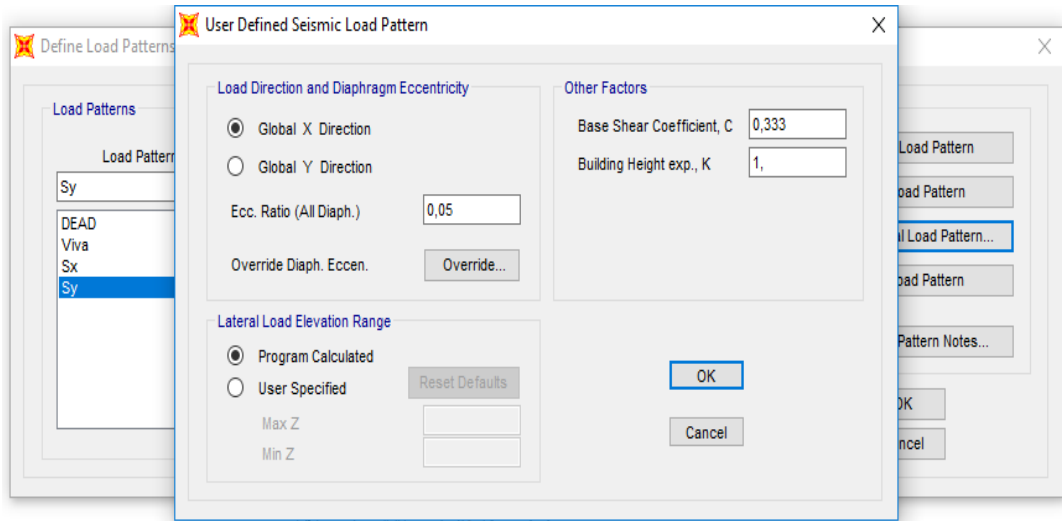 User Defined Seismic Load Pattern
Define Load Patterns
Load Patterns
Load Pattern
Sy
DEAD
Viva
Sx
Sy
Load Direction and Diaphragm Eccentricity
Global X Direction
Global Y Direction
Ecc. Ratio (All Diaph.) 0,05
Override Diaph. Eccen. Override...
Other Factors
Base Shear Coefficient, C 0,333
Building Height exp., K 1,
Lateral Load Elevation Range
Program Calculated
User Specified Reset Defaults
Max Z
Min Z
OK
Cancel
Load Pattern
oad Pattern
al Load Pattern...
oad Pattern
Pattern Notes...
OK
ncel